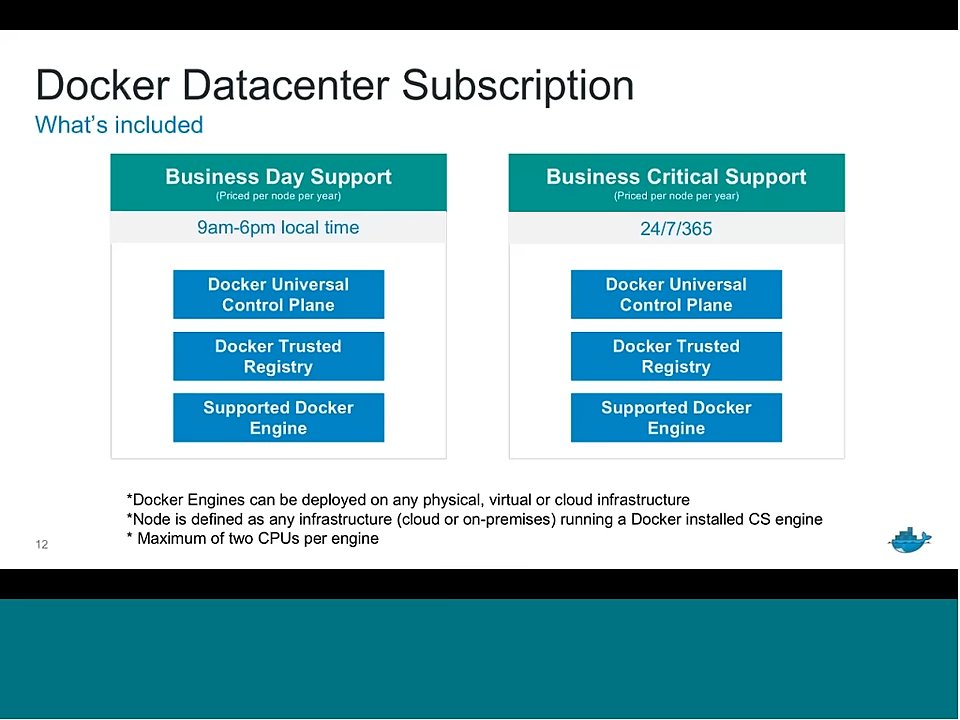 Docker Datacenter Subscription
What's included
Business Day Support
(Priced per node per year)
9am-6pm local time
Docker Universal
Control Plane
Docker Trusted
Registry
Supported Docker
Engine
Business Critical Support
(Priced per node per year)
24/7/365
Docker Universal
Control Plane
Docker Trusted
Registry
Supported Docker
Engine
*Docker Engines can be deployed on any physical, virtual or cloud infrastructure
*Node is defined as any infrastructure (cloud or on-premises) running a Docker installed CS engine
* Maximum of two CPUs per engine
12